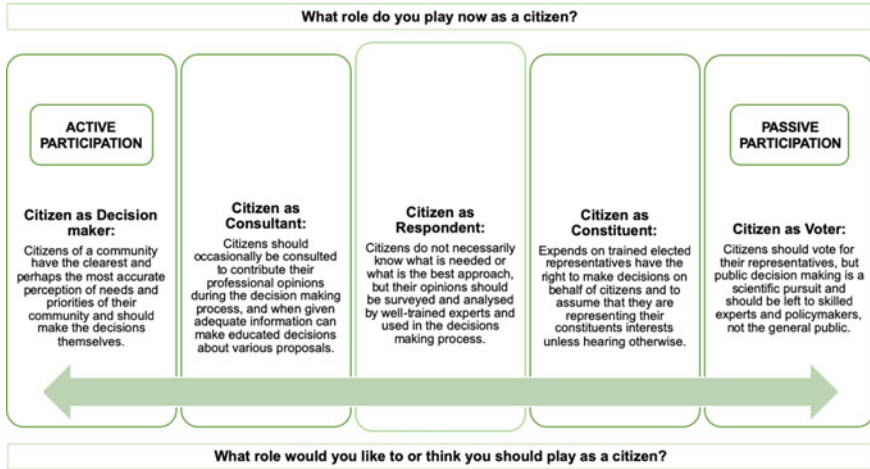 What role do you play now as a citizen?
ACTIVE
PARTICIPATION
Citizen as Decision
maker:
Citizens of a community
have the clearest and
perhaps the most accurate
perception of needs and
priorities of their
community and should
make the decisions
themselves.
Citizen as
Consultant:
Citizens should
occasionally be consulted
to contribute their
professional opinions
during the decision making
process, and when given
adequate information can
make educated decisions
about various proposals.
Citizen as
Respondent:
Citizens do not necessarily
know what is needed or
what is the best approach,
but their opinions should
be surveyed and analysed
by well-trained experts and
used in the decisions
making process.
Citizen as
Constituent:
Expends on trained elected
representatives have the
right to make decisions on
behalf of citizens and to
assume that they are
representing their
constituents interests
unless hearing otherwise.
PASSIVE
PARTICIPATION
Citizen as Voter:
Citizens should vote for
their representatives, but
public decision making is a
scientific pursuit and
should be left to skilled
experts and policymakers,
not the general public.
What role would you like to or think you should play as a citizen?